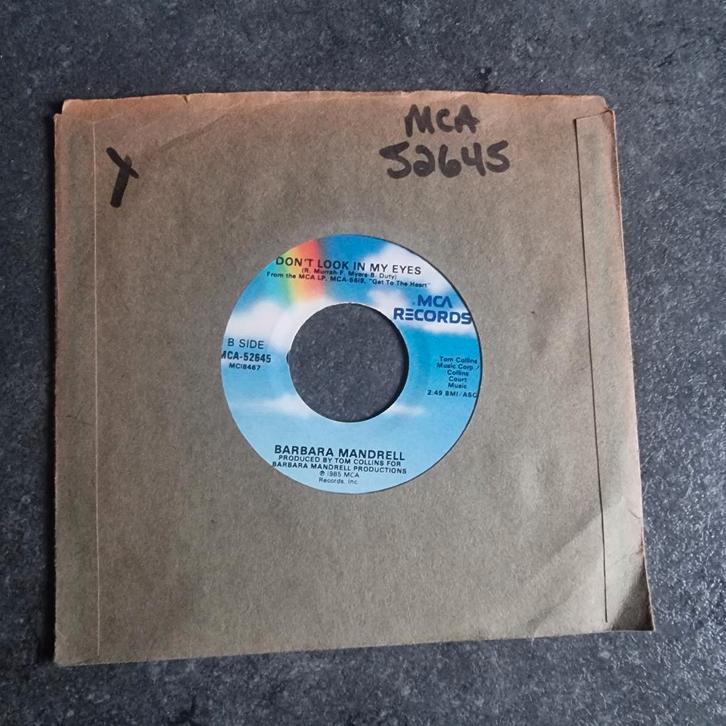 MCA
52645
Y
DON'T LOOK IN MY EYES
(R. Murrah-F. Myers-B. Duty)
From the MCA LP, MCA-5619, "Get To The Heart"
MCA
RECORDS
B SIDE
MCA-52645
MC18467
Tom Collins
Music Corp./
Collins
Court
Music
2:49 BMI/ASC
BARBARA MANDRELL
PRODUCED BY TOM COLLINS FOR
BARBARA MANDRELL PRODUCTIONS
℗ 1985 MCA
Records, Inc.